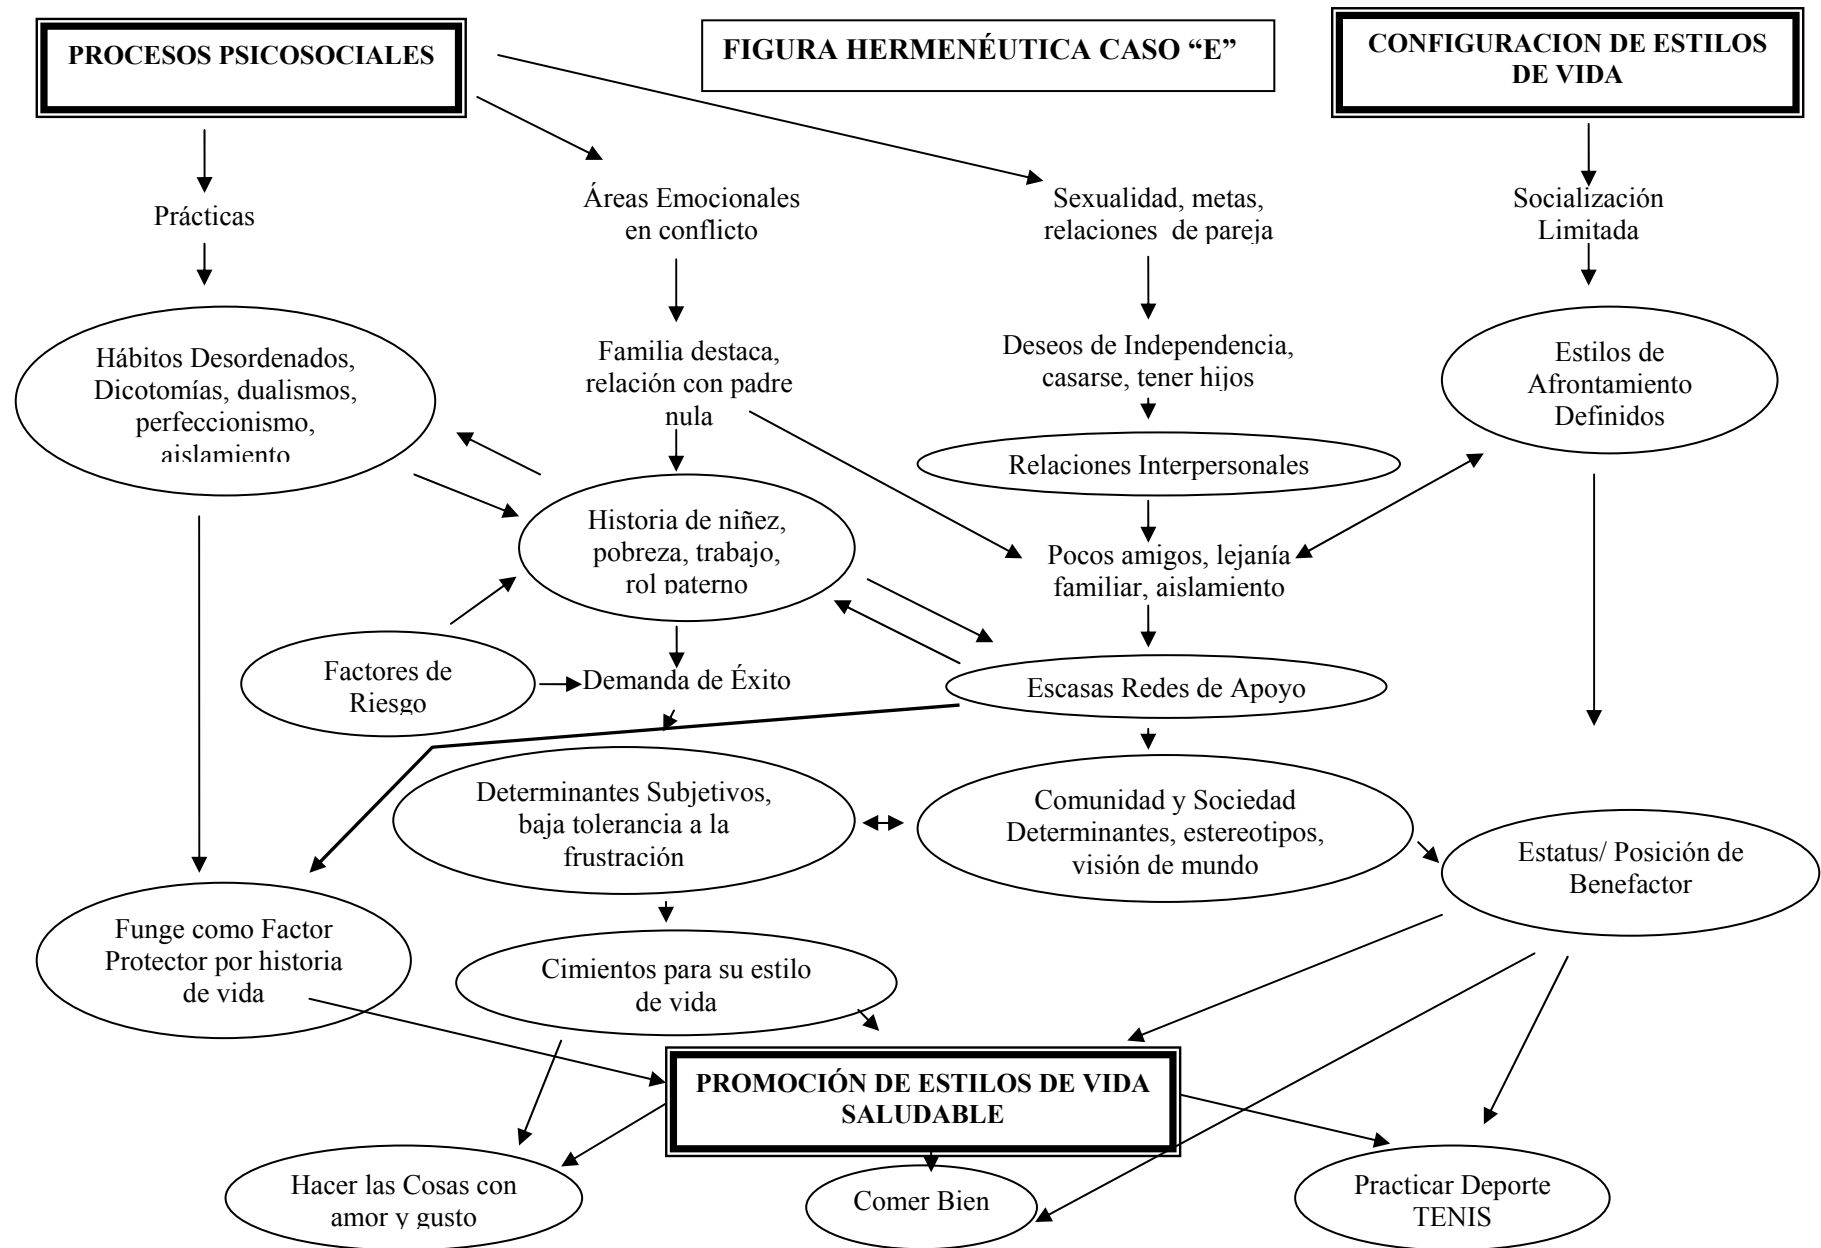 PROCESOS PSICOSOCIALES
FIGURA HERMENÉUTICA CASO “E”
CONFIGURACION DE ESTILOS
DE VIDA
Prácticas
Áreas Emocionales
en conflicto
Sexualidad, metas,
relaciones de pareja
Socialización
Limitada
Hábitos Desordenados,
Dicotomías, dualismos,
perfeccionismo,
aislamiento
Familia destaca,
relación con padre
nula
Deseos de Independencia,
casarse, tener hijos
Estilos de
Afrontamiento
Definidos
Relaciones Interpersonales
Historia de niñez,
pobreza, trabajo,
rol paterno
Pocos amigos, lejanía
familiar, aislamiento
Factores de
Riesgo
Demanda de Éxito
Escasas Redes de Apoyo
Determinantes Subjetivos,
baja tolerancia a la
frustración
Comunidad y Sociedad
Determinantes, estereotipos,
visión de mundo
Estatus/ Posición de
Benefactor
Funge como Factor
Protector por historia
de vida
Cimientos para su estilo
de vida
PROMOCIÓN DE ESTILOS DE VIDA
SALUDABLE
Hacer las Cosas con
amor y gusto
Comer Bien
Practicar Deporte
TENIS